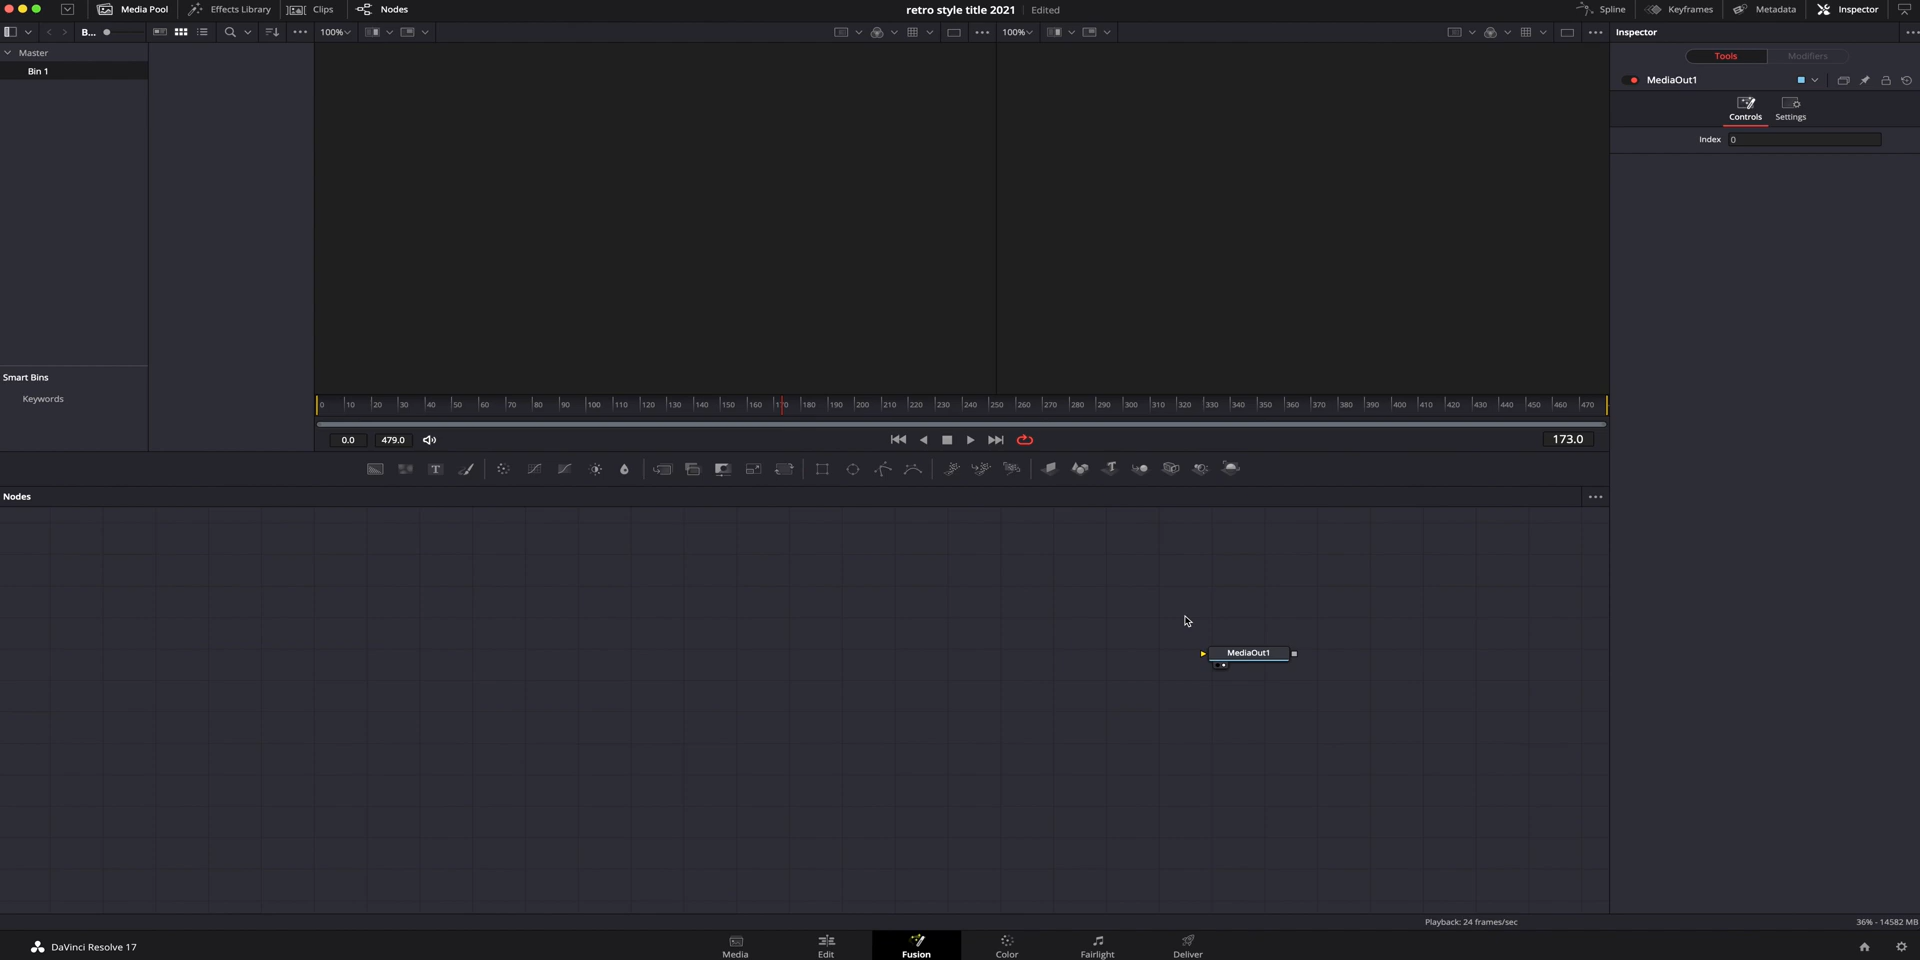 Media Pool Effects Library Clips Nodes retro style title 2021 Edited Spline Keyframes Metadata Inspector
B... 100% 100% Inspector
Master
Bin 1
Tools Modifiers
MediaOut1
Controls Settings
Index 0
Smart Bins
Keywords
0 10 20 30 40 50 60 70 80 90 100 110 120 130 140 150 160 170 180 190 200 210 220 230 240 250 260 270 280 290 300 310 320 330 340 350 360 370 380 390 400 410 420 430 440 450 460 470
0.0 479.0 173.0
T
Nodes
MediaOut1
Playback: 24 frames/sec 36% - 14582 MB
DaVinci Resolve 17
Media Edit Fusion Color Fairlight Deliver